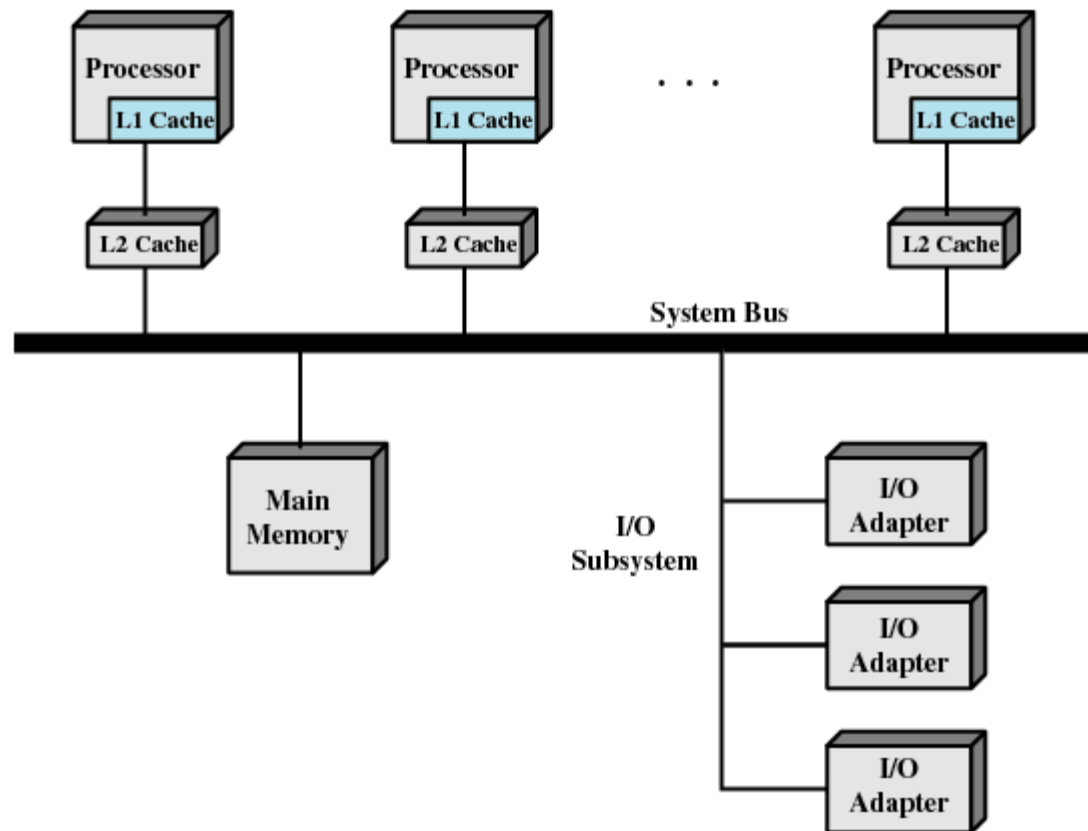 Processor
L1 Cache
Processor
L1 Cache
. . .
Processor
L1 Cache
L2 Cache
L2 Cache
L2 Cache
System Bus
Main
Memory
I/O
Subsystem
I/O
Adapter
I/O
Adapter
I/O
Adapter